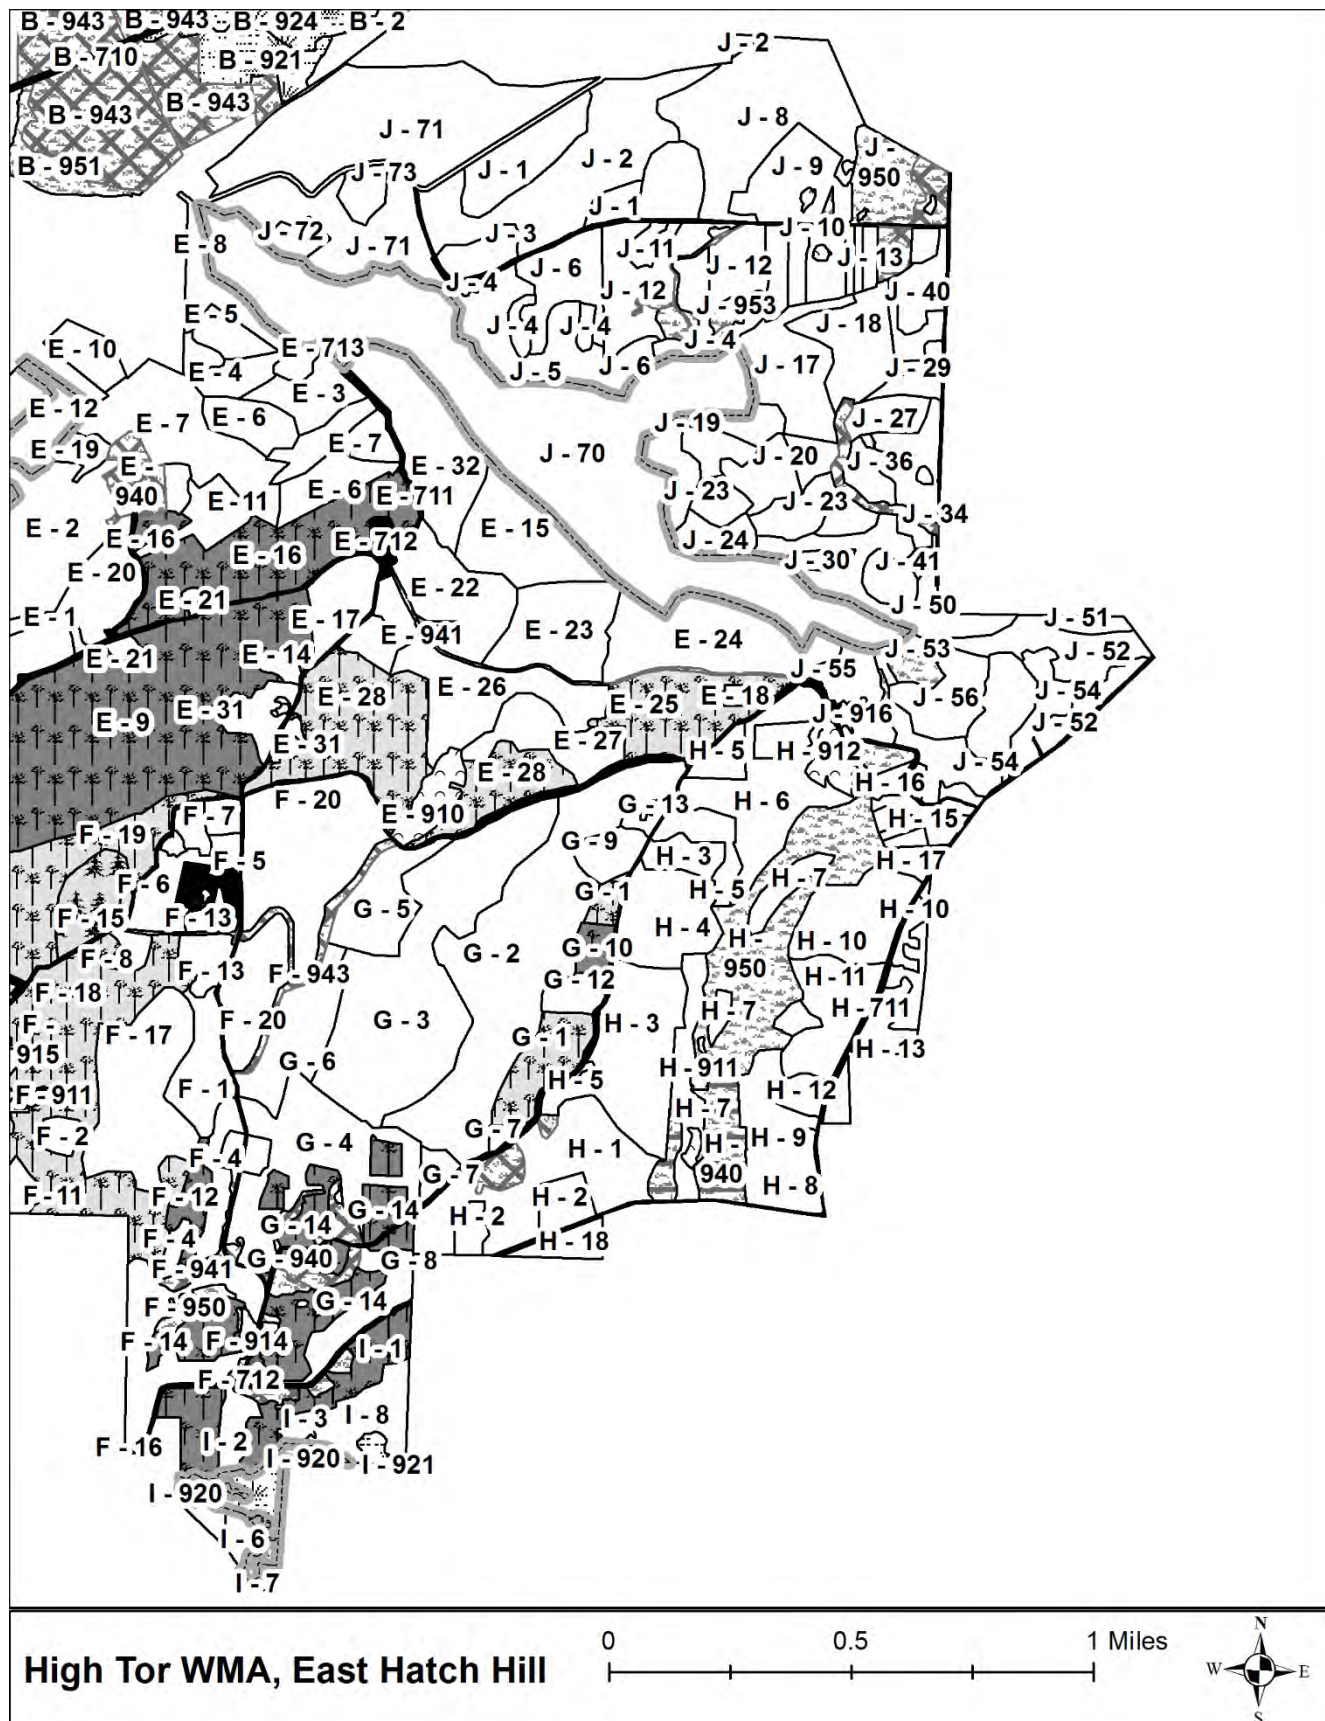 B - 943 B - 943 B - 924 B - 2
B - 710 B - 921
J - 2
B - 943 B - 943
J - 71 J - 8
B - 951 J - 73 J - 1 J - 2 J - 9 J - 950
J - 1
E - 8 J - 72 J - 71 J - 3 J - 11 J - 10
J - 4 J - 6 J - 12 J - 12 J - 13
J - 953 J - 40
E - 5 J - 4 J - 4 J - 4 J - 18
E - 10 E - 713
E - 4 J - 5 J - 6 J - 17 J - 29
E - 12 E - 7 E - 6 E - 3 J - 19 J - 27
E - 19 E - 7 E - 32 J - 70 J - 20 J - 36
E - 940 E - 11 E - 6 E - 711 J - 23 J - 23
E - 2 E - 16 E - 16 E - 712 E - 15 J - 24 J - 34
E - 20 E - 22 J - 30 J - 41
E - 1 E - 21 E - 17 E - 941 E - 23 E - 24 J - 50
E - 21 E - 14 J - 53 J - 51
E - 9 E - 31 E - 28 E - 26 E - 25 E - 18 J - 55 J - 52
E - 31 E - 27 H - 5 J - 916 J - 56 J - 54
H - 912 J - 52
E - 28 J - 54
F - 20 E - 910 G - 13 H - 6 H - 16
F - 7 H - 15
F - 19 G - 9 H - 3
F - 5 H - 17
F - 6 G - 1 H - 5 H - 7
F - 15 F - 13 G - 5 H - 4 H - 10
F - 8 F - 13 F - 943 G - 2 G - 10 H - 950 H - 10
F - 18 G - 12 H - 11
F - 915 F - 17 F - 20 G - 3 G - 1 H - 3 H - 7 H - 711
G - 6 H - 13
F - 911 F - 1 H - 5 H - 911 H - 12
F - 2 G - 4 G - 7 H - 7
F - 4 H - 1 H - 940 H - 9
F - 11 F - 12 G - 7 H - 8
G - 14 G - 14 H - 2 H - 2
F - 4 H - 18
F - 941 G - 940 G - 8
F - 950 G - 14
F - 14 F - 914 I - 1
F - 712
I - 3 I - 8
F - 16 I - 2
I - 920 I - 921
I - 920
I - 6
I - 7
0 0.5 1 Miles
High Tor WMA, East Hatch Hill
N
W E
S